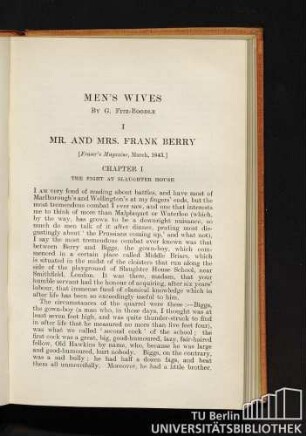 MEN'S WIVES
BY G. FITZ-BOODLE
I
MR. AND MRS. FRANK BERRY
[Fraser's Magazine, March, 1843.]
CHAPTER I
THE FIGHT AT SLAUGHTER HOUSE
I AM very fond of reading about battles, and have most of
Marlborough's and Wellington's at my fingers' ends, but the
most tremendous combat I ever saw, and one that interests
me to think of more than Malplaquet or Waterloo (which,
by the way, has grown to be a downright nuisance, so
much do men talk of it after dinner, prating most dis-
gustingly about 'the Prussians coming up,' and what not),
I say the most tremendous combat ever known was that
between Berry and Biggs, the gown-boy, which com-
menced in a certain place called Middle Briars, which
is situated in the midst of the cloisters that run along the
side of the playground of Slaughter House School, near
Smithfield, London. It was there, madam, that your
humble servant had the honour of acquiring, after six years'
labour, that immense fund of classical knowledge which in
after life has been so exceedingly useful to him.
The circumstances of the quarrel were these:—Biggs,
the gown-boy (a man who, in those days, I thought was at
least seven feet high, and was quite thunder-struck to find
in after life that he measured no more than five feet four),
was what we called 'second cock' of the school; the
first cock was a great, big, good-humoured, lazy, fair-haired
fellow, Old Hawkins by name, who, because he was large
and good-humoured, hurt nobody. Biggs, on the contrary,
was a sad bully; he had half a dozen fags, and beat
them all unmercifully. Moreover, he had a little brother,
TU Berlin
UNIVERSITÄTSBIBLIOTHEK